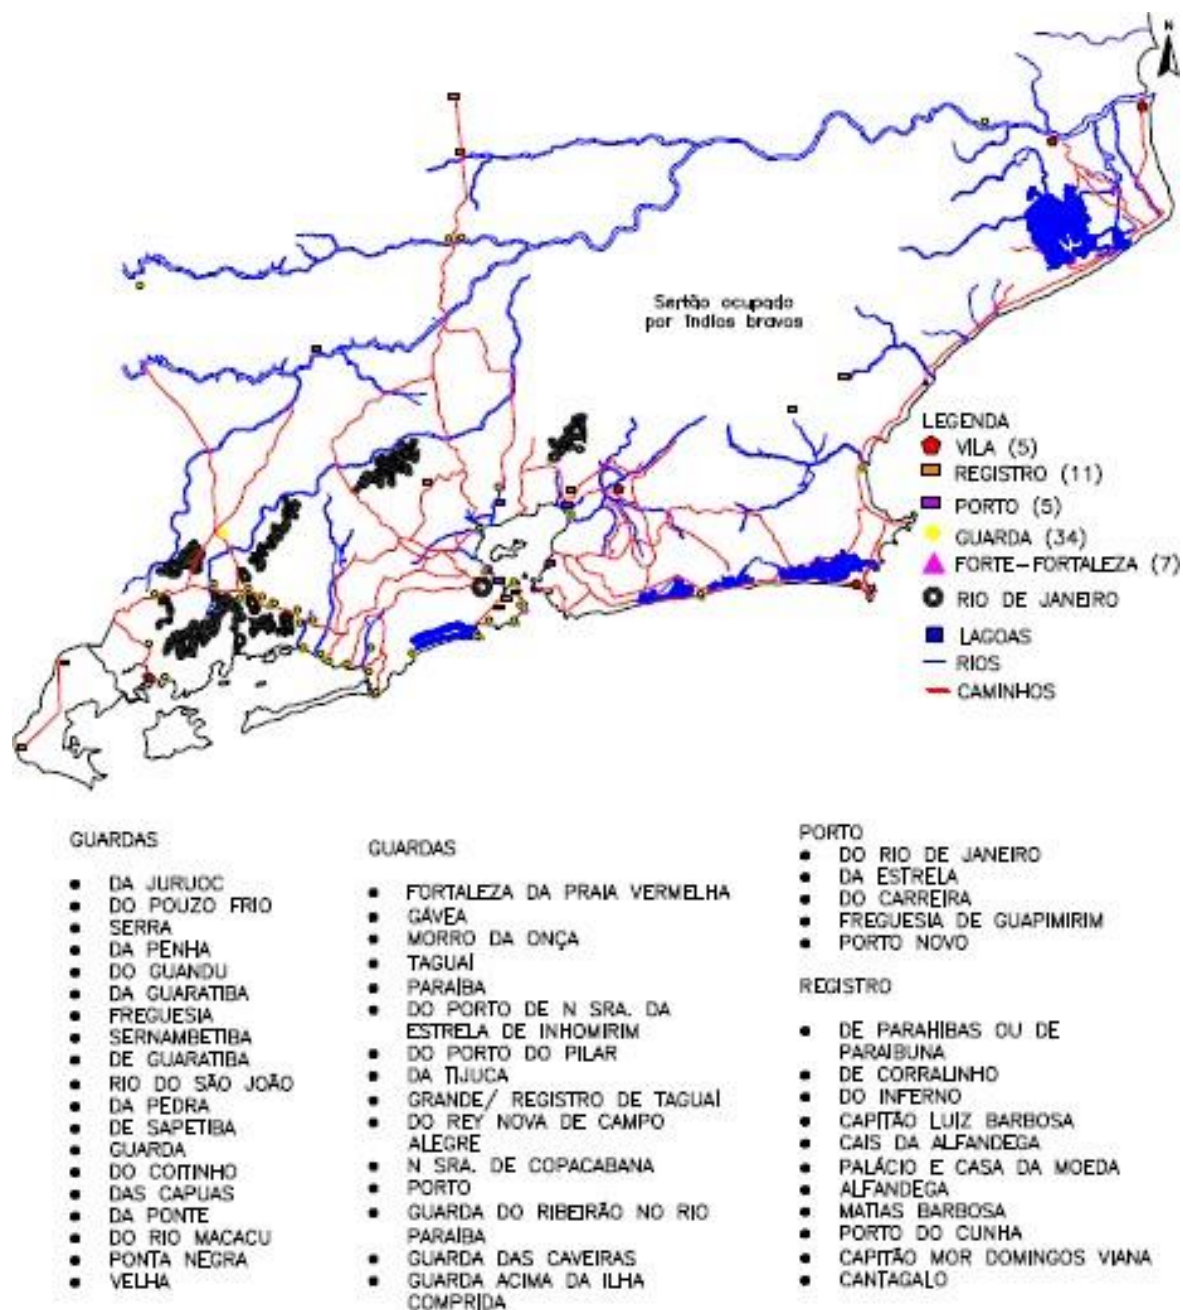 N
Sertão ocupado
por índios bravos
LEGENDA
VILA (5)
REGISTRO (11)
PORTO (5)
GUARDA (34)
FORTE-FORTALEZA (7)
RIO DE JANEIRO
LAGOAS
RIOS
CAMINHOS
GUARDAS
DA JURUOC
DO POUZO FRIO
SERRA
DA PENHA
DO GUANDU
DA GUARATIBA
FREGUESIA
SERNAMBETIBA
DE GUARATIBA
RIO DO SÃO JOÃO
DA PEDRA
DE SAPETIBA
GUARDA
DO COITINHO
DAS CAPUAS
DA PONTE
DO RIO MACACU
PONTA NEGRA
VELHA
GUARDAS
FORTALEZA DA PRAIA VERMELHA
GÁVEA
MORRO DA ONÇA
TAGUAÍ
PARAÍBA
DO PORTO DE N SRA. DA
ESTRELA DE INHOMIRIM
DO PORTO DO PILAR
DA TIJUCA
GRANDE/ REGISTRO DE TAGUAÍ
DO REY NOVA DE CAMPO
ALEGRE
N SRA. DE COPACABANA
PORTO
GUARDA DO RIBEIRÃO NO RIO
PARAÍBA
GUARDA DAS CAVEIRAS
GUARDA ACIMA DA ILHA
COMPRIDA
PORTO
DO RIO DE JANEIRO
DA ESTRELA
DO CARREIRA
FREGUESIA DE GUAPIMIRIM
PORTO NOVO
REGISTRO
DE PARAHIBAS OU DE
PARAIBUNA
DE CORRALINHO
DO INFERNO
CAPITÃO LUIZ BARBOSA
CAIS DA ALFANDEGA
PALÁCIO E CASA DA MOEDA
ALFANDEGA
MATIAS BARBOSA
PORTO DO CUNHA
CAPITÃO MOR DOMINGOS VIANA
CANTAGALO